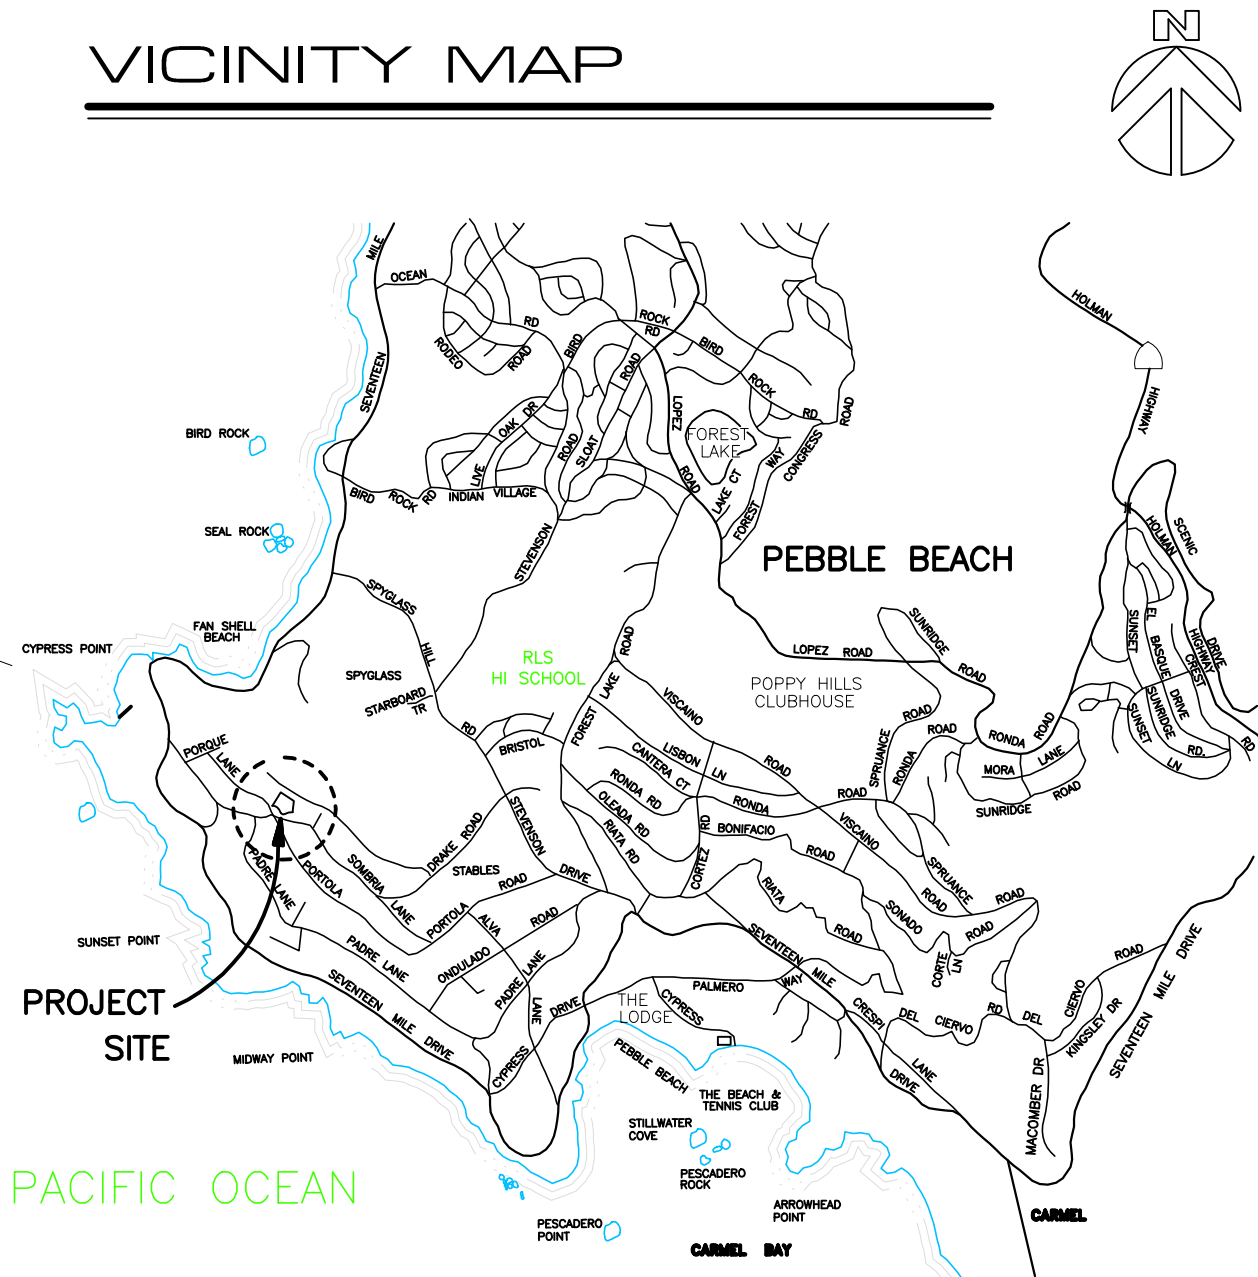 N
VICINITY MAP
MILE
OCEAN
HOLMAN
RD
ROCK
RD
BIRD
BIRD
RODEO
ROAD
ROAD
SEVENTEEN
ROCK
HIGHWAY
LOPEZ
OAK DR
RD
ROAD
BIRD ROCK
FOREST
LAKE
ROAD
SLOAT
WAY
CONGRESS
LIVE
ROAD
LAKE CT
BIRD
ROCK
RD
INDIAN
VILLAGE
FOREST
SEAL ROCK
STEVENSON
HOLMAN
SCENIC
PEBBLE BEACH
SPYGLASS
FAN SHELL
BEACH
SUNRIDGE
SUNSET
EL
CYPRESS POINT
HILL
ROAD
LOPEZ ROAD
BASQUE
HIGHWAY
DRIVE
RLS
HI SCHOOL
SPYGLASS
ROAD
CREST
POPPY HILLS
CLUBHOUSE
STARBOARD
TR
LAKE
VISCAINO
DRIVE
SUNRIDGE
SUNSET
RD
FOREST
ROAD
ROAD
ROAD
RONDA
PORQUE
LANE
BRISTOL
LISBON
LN
CANTERA CT
ROAD
SPRUANCE
RONDA
MORA
LANE
RD.
LN
RD
RONDA RD
RONDA
ROAD
ROAD
SUNRIDGE
OLEADA RD
RIATA RD
STEVENSON
RD
BONIFACIO
VISCAINO
DRAKE ROAD
ROAD
PADRE LANE
PORTOLA
SOMBRIA
LANE
STABLES
ROAD
DRIVE
CORTEZ
RIATA
SPRUANCE
ROAD
ROAD
PORTOLA
ALVA
ROAD
SONADO
ROAD
SUNSET POINT
PADRE LANE
SEVENTEEN
MILE
ROAD
ROAD
SEVENTEEN MILE DRIVE
ONDULADO
PADRE LANE
CORTE
LN
PROJECT
SITE
SEVENTEEN MILE DRIVE
LANE
DRIVE
THE
LODGE
CYPRESS
PALMERO
WAY
CRESPI
DEL
CIERVO
RD
DEL
CIERVO
KINGSLEY DR
MIDWAY POINT
CYPRESS
PEBBLE BEACH
LANE
DRIVE
MACOMBER DR
THE BEACH &
TENNIS CLUB
STILLWATER
COVE
PACIFIC OCEAN
PESCADERO
ROCK
ARROWHEAD
POINT
PESCADERO
POINT
CARMEL
CARMEL BAY